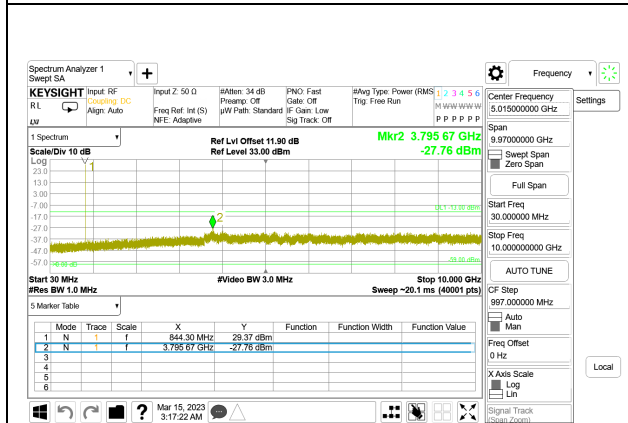 Spectrum Analyzer 1
Swept SA
+
Frequency
KEYSIGHT
RL
LXI
Input: RF
Coupling: DC
Align: Auto
Input Z: 50 Ω
Freq Ref: Int (S)
NFE: Adaptive
#Atten: 34 dB
Preamp: Off
µW Path: Standard
PNO: Fast
Gate: Off
IF Gain: Low
Sig Track: Off
#Avg Type: Power (RMS
Trig: Free Run
1 2 3 4 5 6
M W W W W W
P P P P P P
Center Frequency
5.015000000 GHz
Settings
1 Spectrum
Scale/Div 10 dB
Ref Lvl Offset 11.90 dB
Ref Level 33.00 dBm
Mkr2 3.795 67 GHz
-27.76 dBm
Span
9.97000000 GHz
Swept Span
Zero Span
Full Span
Log
23.0
13.0
3.00
-7.00
-17.0
-27.0
-37.0
-47.0
-57.0
1
2
DL1 -13.00 dBm
Start Freq
30.000000 MHz
Stop Freq
10.000000000 GHz
AUTO TUNE
Start 30 MHz
#Res BW 1.0 MHz
#Video BW 3.0 MHz
Stop 10.000 GHz
Sweep ~20.1 ms (40001 pts)
CF Step
997.000000 MHz
Auto
Man
5 Marker Table
Mode Trace Scale X Y Function Function Width Function Value
1 N 1 f 844.30 MHz 29.37 dBm
2 N 1 f 3.795 67 GHz -27.76 dBm
3
4
5
6
Freq Offset
0 Hz
X Axis Scale
Log
Lin
Local
Signal Track
(Span Zoom)
?
Mar 15, 2023
3:17:22 AM